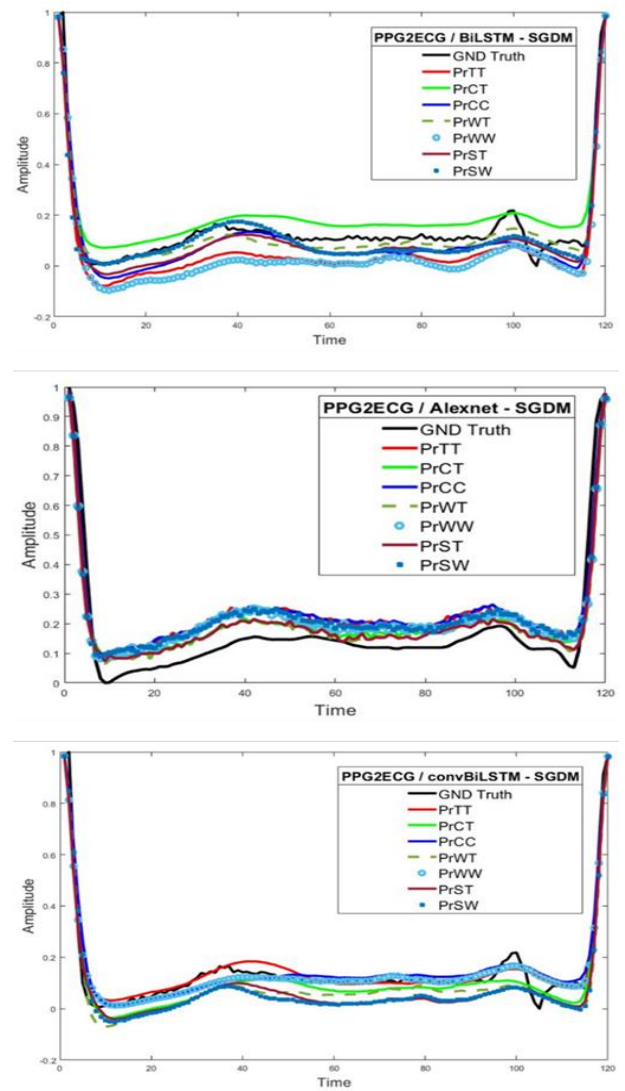 PPG2ECG / BiLSTM - SGDM
GND Truth
PrTT
PrCT
PrCC
PrWT
PrWW
PrST
PrSW
Amplitude
1
0.8
0.6
0.4
0.2
0
-0.2
0 20 40 60 80 100 120
Time
PPG2ECG / Alexnet - SGDM
GND Truth
PrTT
PrCT
PrCC
PrWT
PrWW
PrST
PrSW
Amplitude
1
0.9
0.8
0.7
0.6
0.5
0.4
0.3
0.2
0.1
0
0 20 40 60 80 100 120
Time
PPG2ECG / convBiLSTM - SGDM
GND Truth
PrTT
PrCT
PrCC
PrWT
PrWW
PrST
PrSW
Amplitude
1
0.8
0.6
0.4
0.2
0
-0.2
0 20 40 60 80 100 120
Time